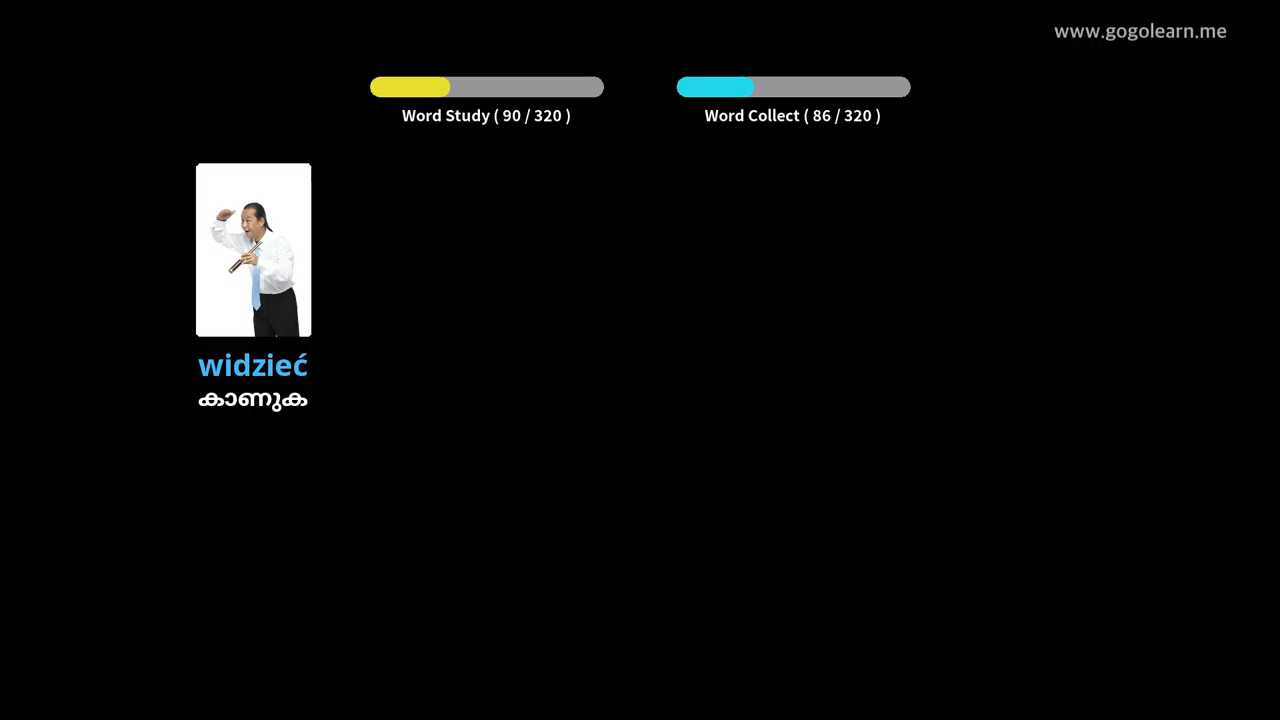 www.gogolearn.me
Word Study ( 90 / 320 )
Word Collect ( 86 / 320 )
widzieć
കാണുക